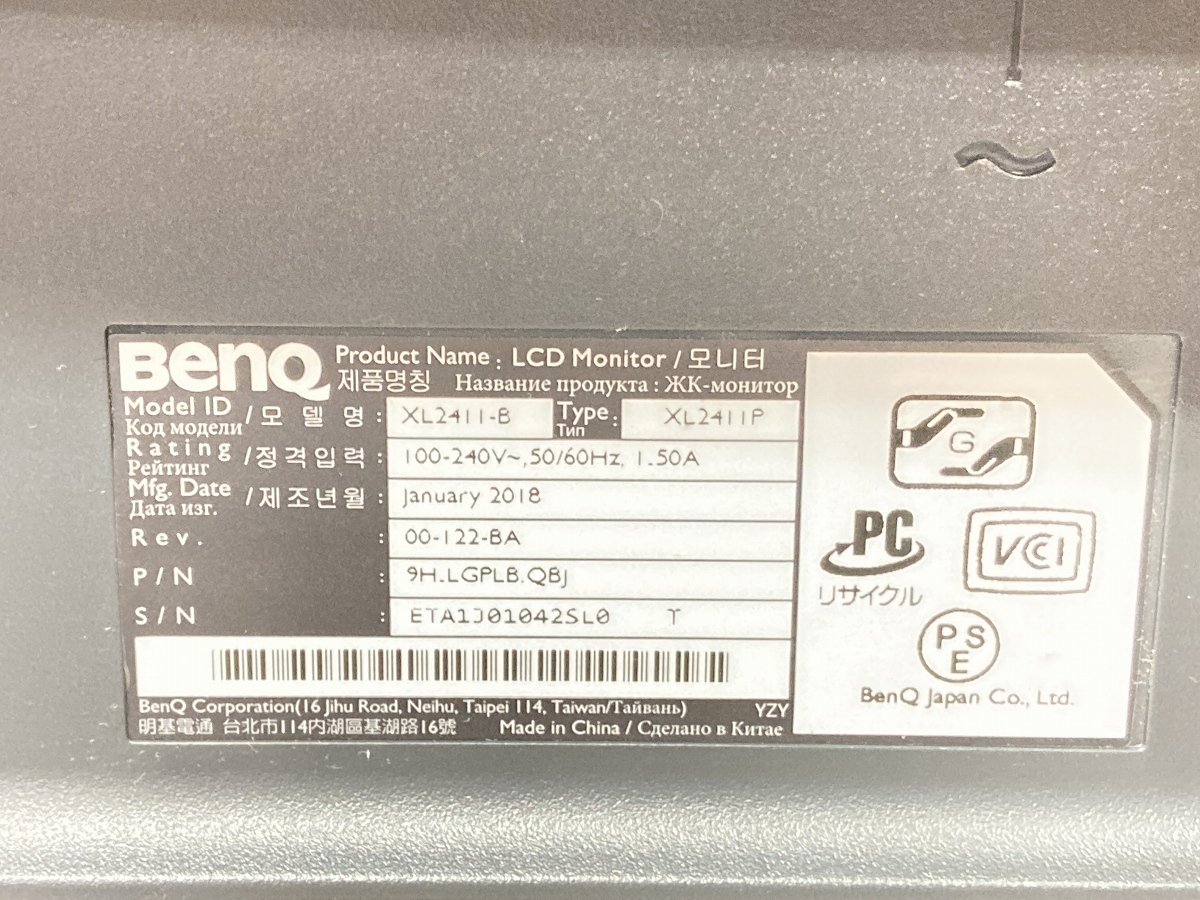 BenQ
Product Name : LCD Monitor / 모니터
제품명칭 Название продукта : ЖК-монитор
Model ID / 모 델 명 : XL2411-B Type : XL2411P
Код модели Тип
Rating / 정격입력 : 100-240V~,50/60Hz, 1.50A
Рейтинг
Mfg. Date / 제조년월 : January 2018
Дата изг.
Rev. : 00-122-BA
P/N : 9H.LGPLB.QBJ
S/N : ETA1J01042SL0 T
BenQ Corporation(16 Jihu Road, Neihu, Taipei 114, Taiwan/Тайвань) YZY
明基電通 台北市114內湖區基湖路16號 Made in China / Сделано в Китае
G
PC
リサイクル
VCCI
PSE
BenQ Japan Co., Ltd.